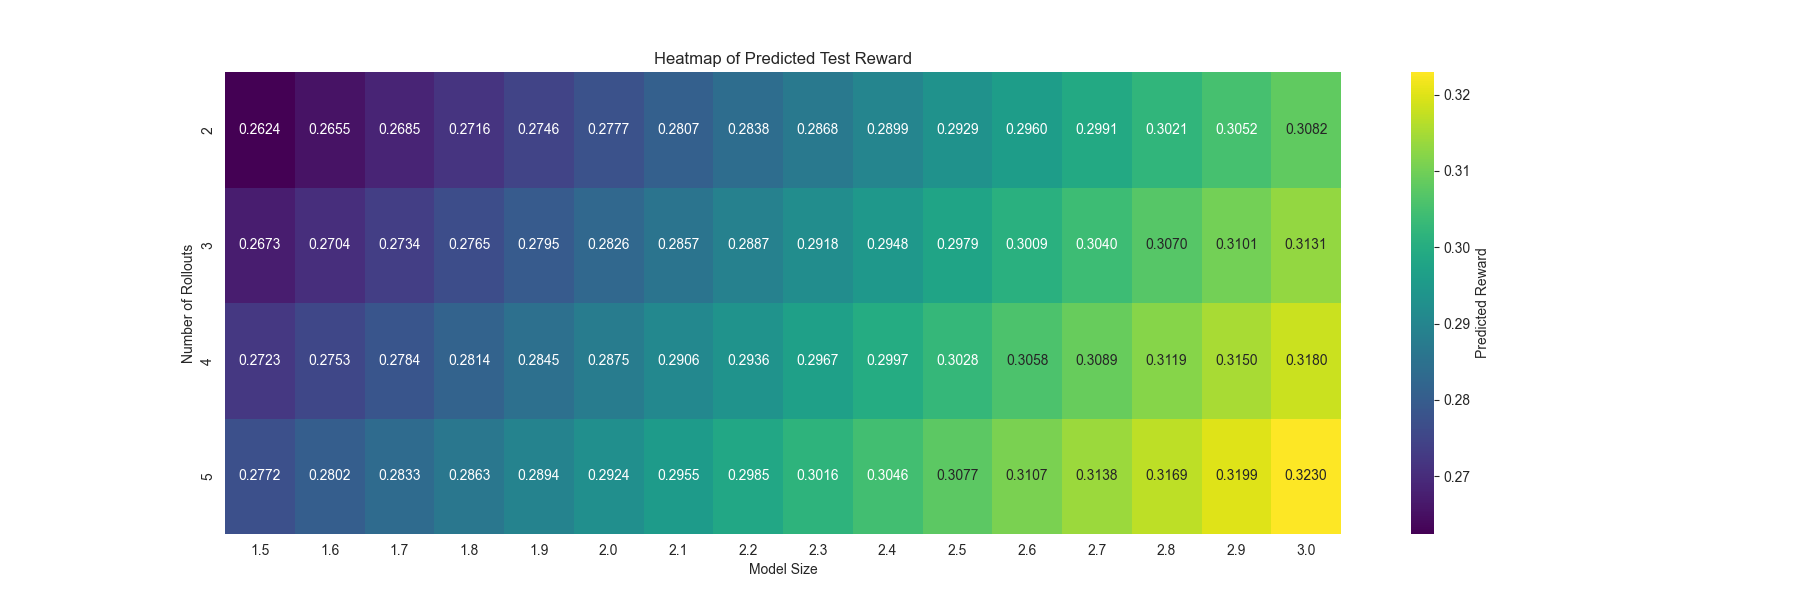 Heatmap of Predicted Test Reward
Number of Rollouts
2 0.2624 0.2655 0.2685 0.2716 0.2746 0.2777 0.2807 0.2838 0.2868 0.2899 0.2929 0.2960 0.2991 0.3021 0.3052 0.3082
3 0.2673 0.2704 0.2734 0.2765 0.2795 0.2826 0.2857 0.2887 0.2918 0.2948 0.2979 0.3009 0.3040 0.3070 0.3101 0.3131
4 0.2723 0.2753 0.2784 0.2814 0.2845 0.2875 0.2906 0.2936 0.2967 0.2997 0.3028 0.3058 0.3089 0.3119 0.3150 0.3180
5 0.2772 0.2802 0.2833 0.2863 0.2894 0.2924 0.2955 0.2985 0.3016 0.3046 0.3077 0.3107 0.3138 0.3169 0.3199 0.3230
1.5 1.6 1.7 1.8 1.9 2.0 2.1 2.2 2.3 2.4 2.5 2.6 2.7 2.8 2.9 3.0
Model Size
0.32
0.31
0.30
0.29
0.28
0.27
Predicted Reward